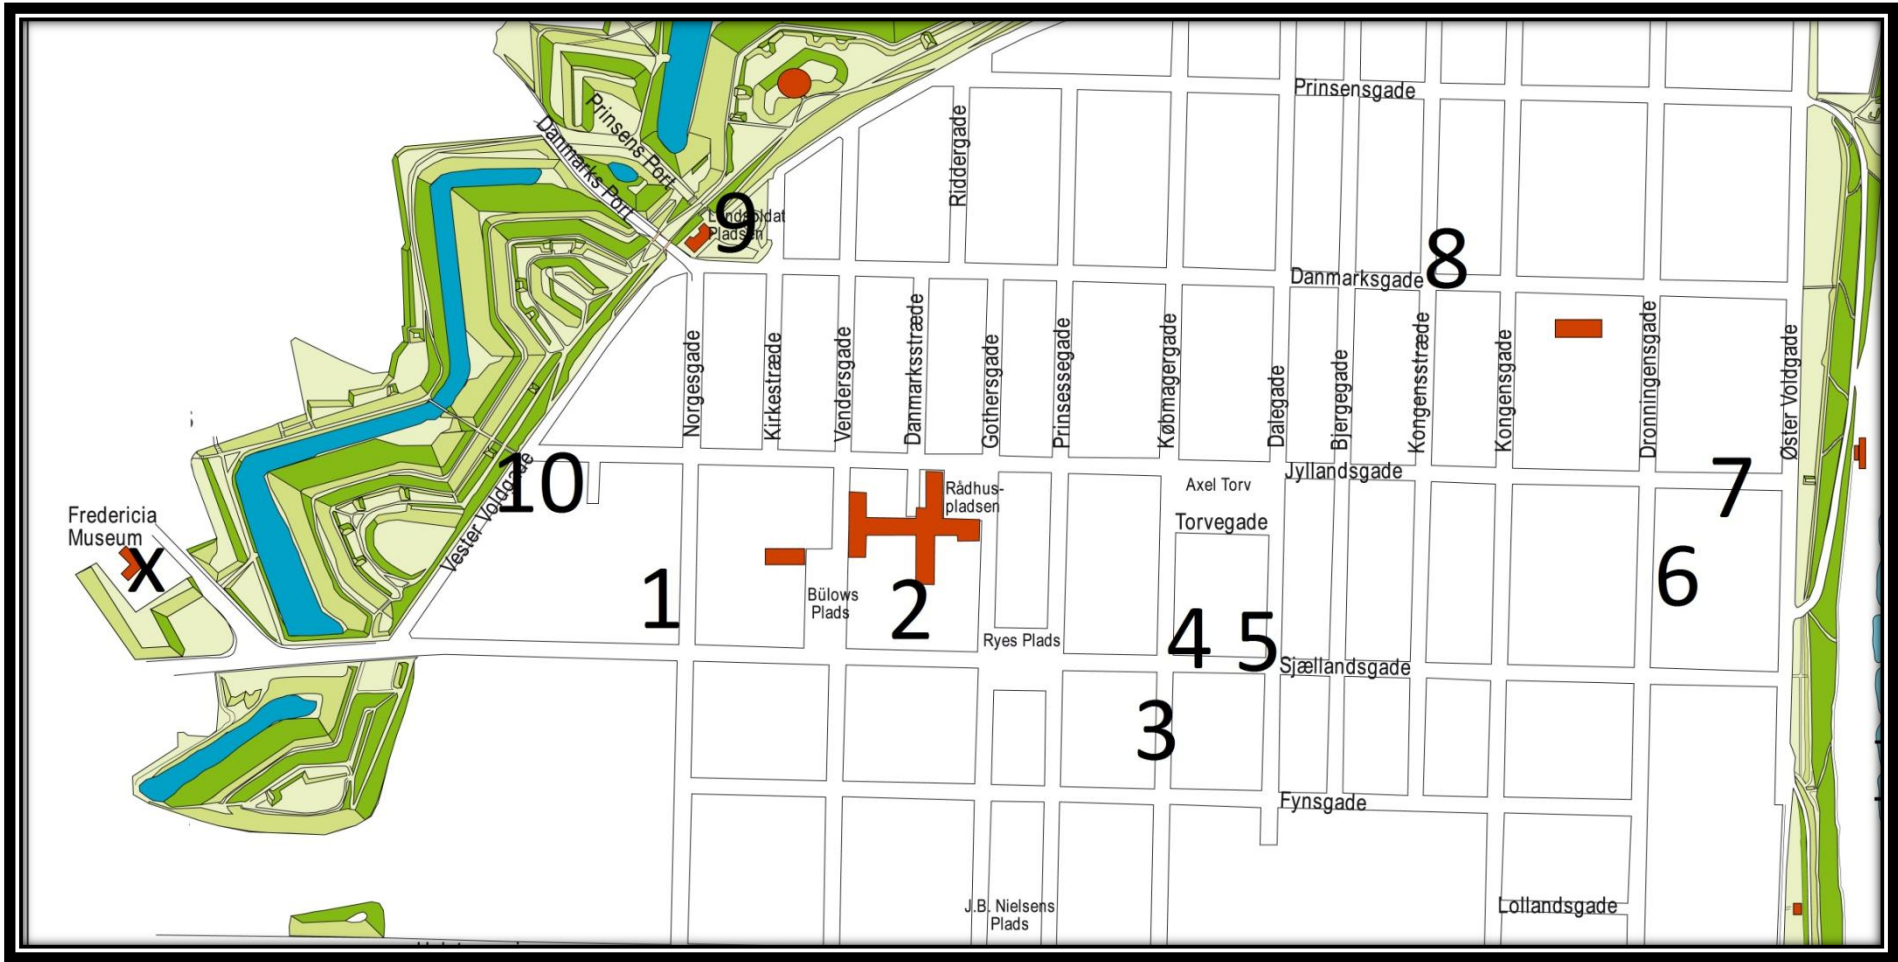 Prinsensgade
Prinsens Port
Danmarks Port
Riddergade
9
Landsoldat
Pladsen
8
Danmarksgade
Norgesgade
Kirkestræde
Vendersgade
Danmarksstræde
Gothersgade
Prinsessegade
Købmagergade
Dalegade
Bjergegade
Kongensstræde
Kongensgade
Dronningensgade
Øster Voldgade
10
Vester Voldgade
Jyllandsgade
7
Rådhus-
pladsen
Axel Torv
Torvegade
Fredericia
Museum
X
1
Bülows
Plads
2
Ryes Plads
4
5
6
Sjællandsgade
3
Fynsgade
J.B. Nielsens
Plads
Lollandsgade